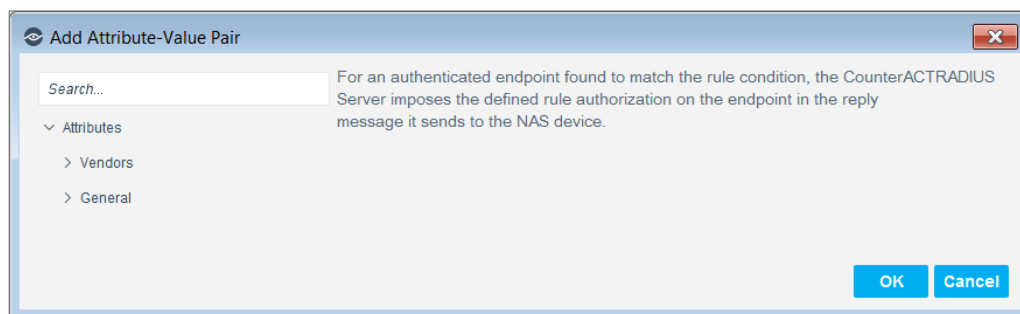 Add Attribute-Value Pair
Search...
For an authenticated endpoint found to match the rule condition, the CounterACTRADIUS
Server imposes the defined rule authorization on the endpoint in the reply
message it sends to the NAS device.
Attributes
Vendors
General
OK
Cancel